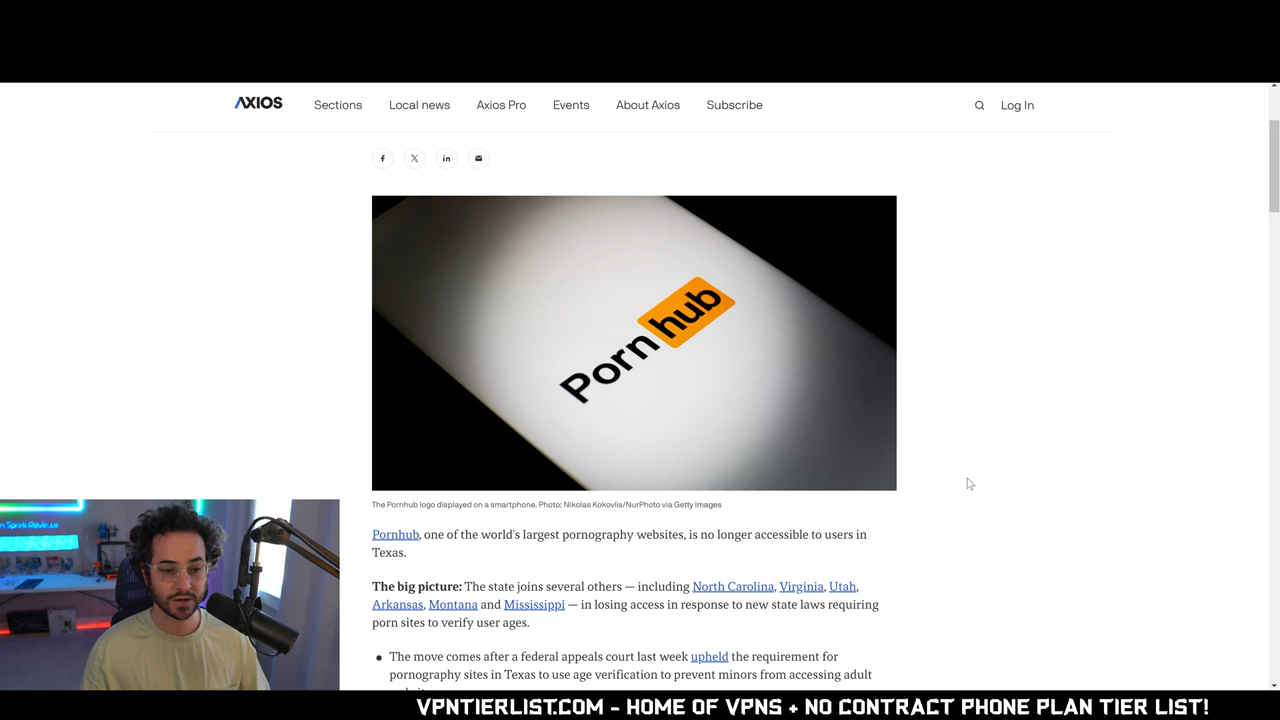 AXIOS Sections Local news Axios Pro Events About Axios Subscribe Log In
f X in
Pornhub
The Pornhub logo displayed on a smartphone. Photo: Nikolas Kokovlis/NurPhoto via Getty Images
Pornhub, one of the world's largest pornography websites, is no longer accessible to users in
Texas.
The big picture: The state joins several others — including North Carolina, Virginia, Utah,
Arkansas, Montana and Mississippi — in losing access in response to new state laws requiring
porn sites to verify user ages.
• The move comes after a federal appeals court last week upheld the requirement for
pornography sites in Texas to use age verification to prevent minors from accessing adult
VPNTIERLIST.COM - HOME OF VPNS + NO CONTRACT PHONE PLAN TIER LIST!